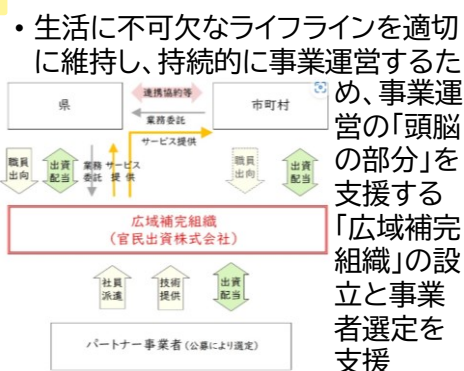 ・生活に不可欠なライフラインを適切
に維持し、持続的に事業運営するた
め、事業運
営の「頭脳
の部分」を
支援する
「広域補完
組織」の設
立と事業
者選定を
支援
県
連携協約等
業務委託
サービス提供
市町村
職員
出向
出資
配当
業務
委託
サービス
提供
職員
出向
出資
配当
広域補完組織
(官民出資株式会社)
社員
派遣
技術
提供
出資
配当
パートナー事業者(公募により選定)